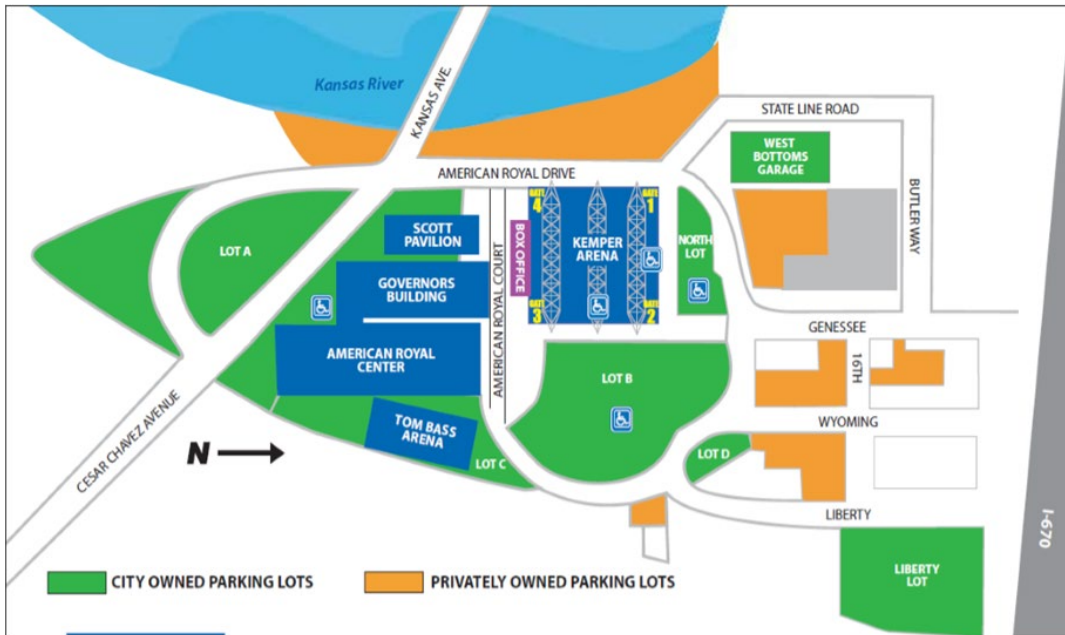 Kansas River
KANSAS AVE.
STATE LINE ROAD
WEST
BOTTOMS
GARAGE
BUTLER WAY
AMERICAN ROYAL DRIVE
LOT A
SCOTT
PAVILION
GOVERNORS
BUILDING
AMERICAN ROYAL
CENTER
TOM BASS
ARENA
LOT C
AMERICAN ROYAL COURT
BOX OFFICE
GATE
4
GATE
1
KEMPER
ARENA
GATE
3
GATE
2
NORTH
LOT
LOT B
GENESSEE
16TH
WYOMING
LOT D
LIBERTY
LIBERTY
LOT
I-670
CESAR CHAVEZ AVENUE
N
CITY OWNED PARKING LOTS
PRIVATELY OWNED PARKING LOTS